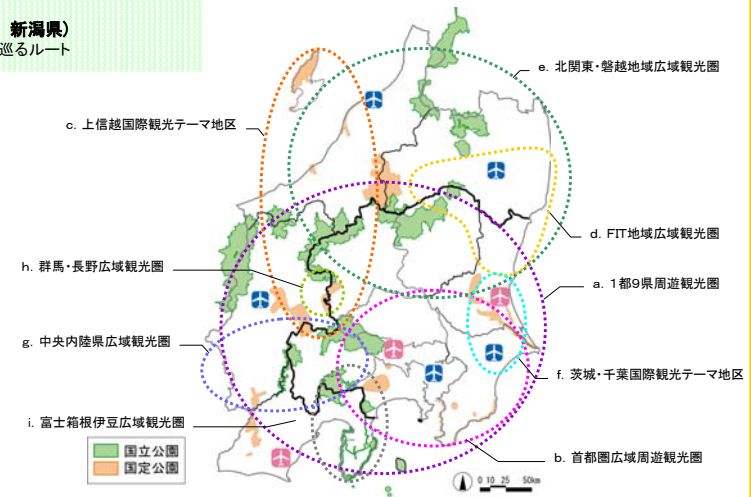 新潟県)
巡るルート
e. 北関東・磐越地域広域観光圏
c. 上信越国際観光テーマ地区
d. FIT地域広域観光圏
h. 群馬・長野広域観光圏
a. 1都9県周遊観光圏
g. 中央内陸県広域観光圏
f. 茨城・千葉国際観光テーマ地区
i. 富士箱根伊豆広域観光圏
b. 首都圏広域周遊観光圏
国立公園
国定公園
0 10 25 50km